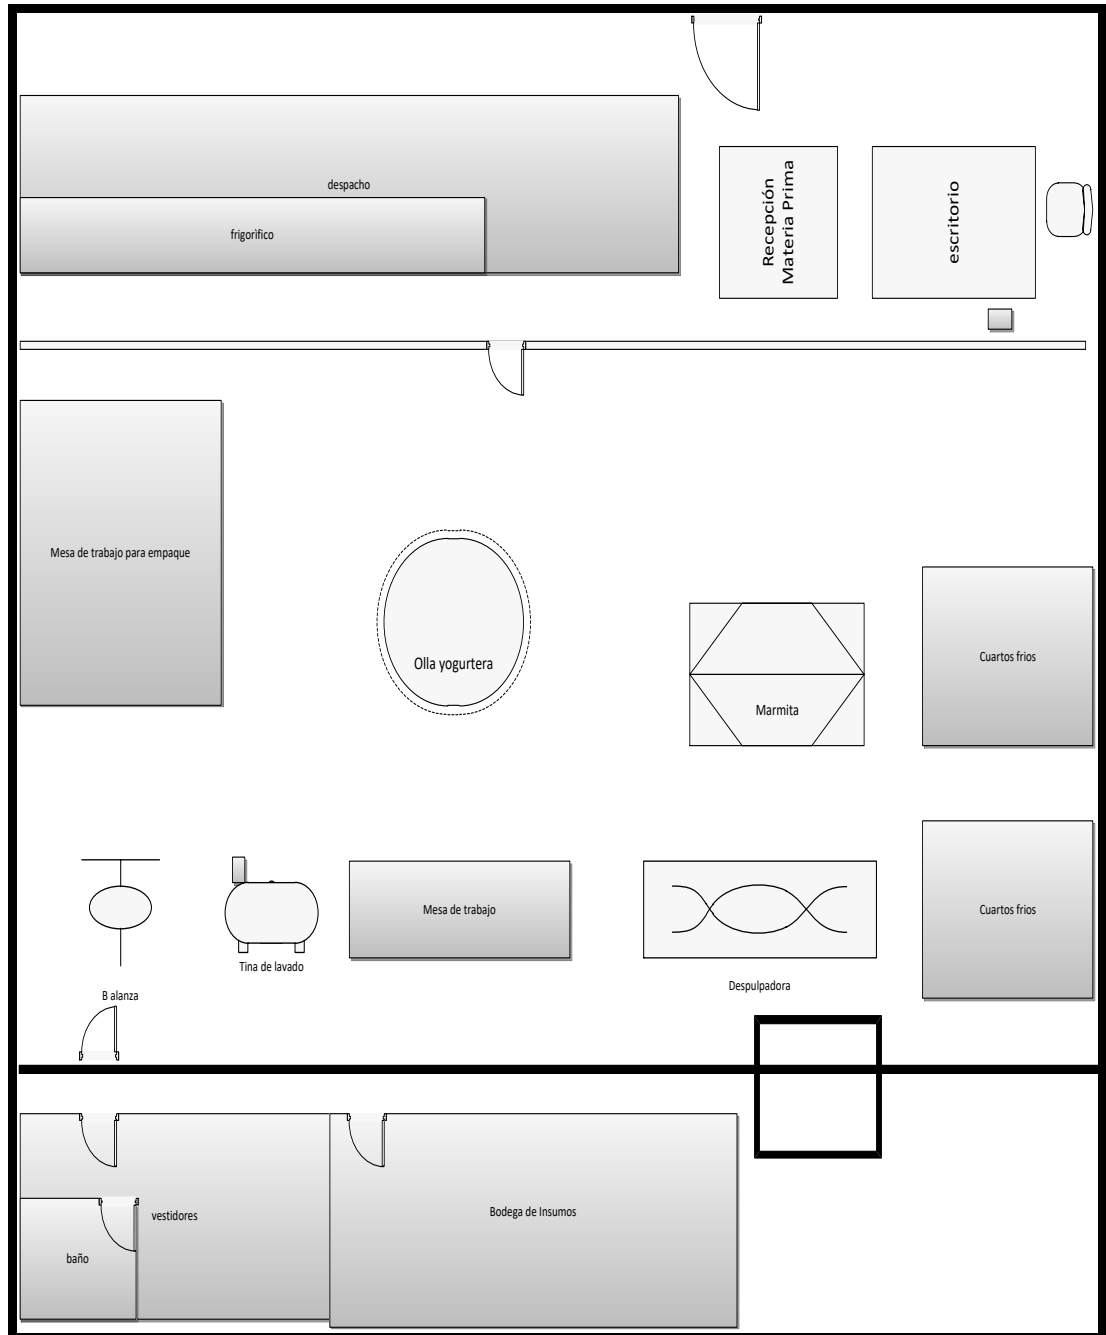 despacho
frigorìfico
Recepción
Materia Prima
escritorio
Mesa de trabajo para empaque
Olla yogurtera
Marmita
Cuartos frios
Mesa de trabajo
Cuartos frios
Tina de lavado
Despulpadora
B alanza
vestidores
Bodega de Insumos
baño